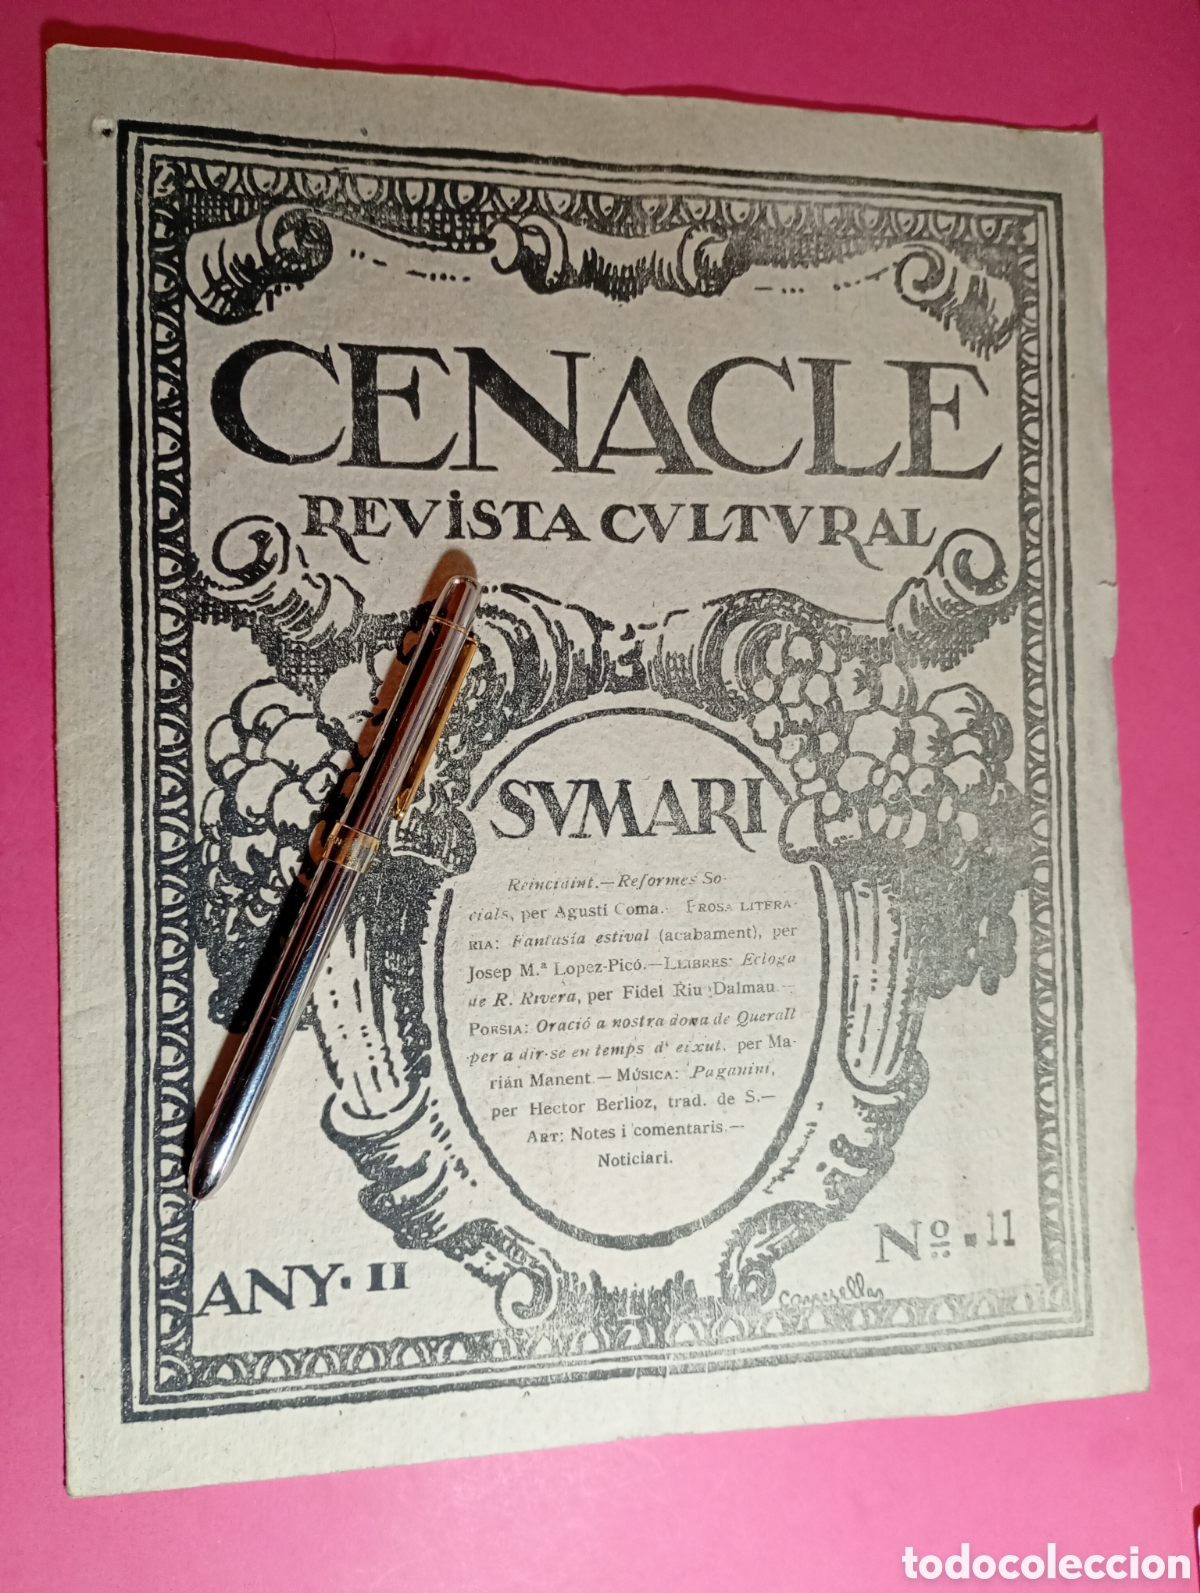 CENACLE
REVISTA CVLTVRAL
SVMARI
Reincidint.—Reformes So-
cials, per Agustí Coma.- PROSA LITERA-
RIA: Fantasía estival (acabament), per
Josep M.ª Lopez-Picó.—LLIBRES: Ecloga
de R. Rivera, per Fidel Riu Dalmau.—
POESIA: Oració a nostra dona de Queralt
per a dir-se en temps d' eixut. per Ma-
rián Manent.—MÚSICA: Paganini,
per Hector Berlioz, trad. de S.—
ART: Notes i comentaris.—
Noticiari.
ANY·II
Nº.11
Capsrellas
todocoleccion